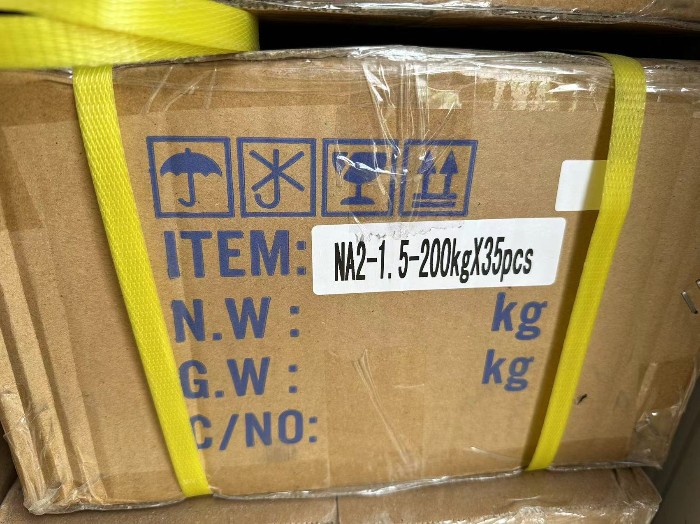 ITEM: NA2-1.5-200kgX35pcs
N.W: kg
G.W: kg
C/NO: